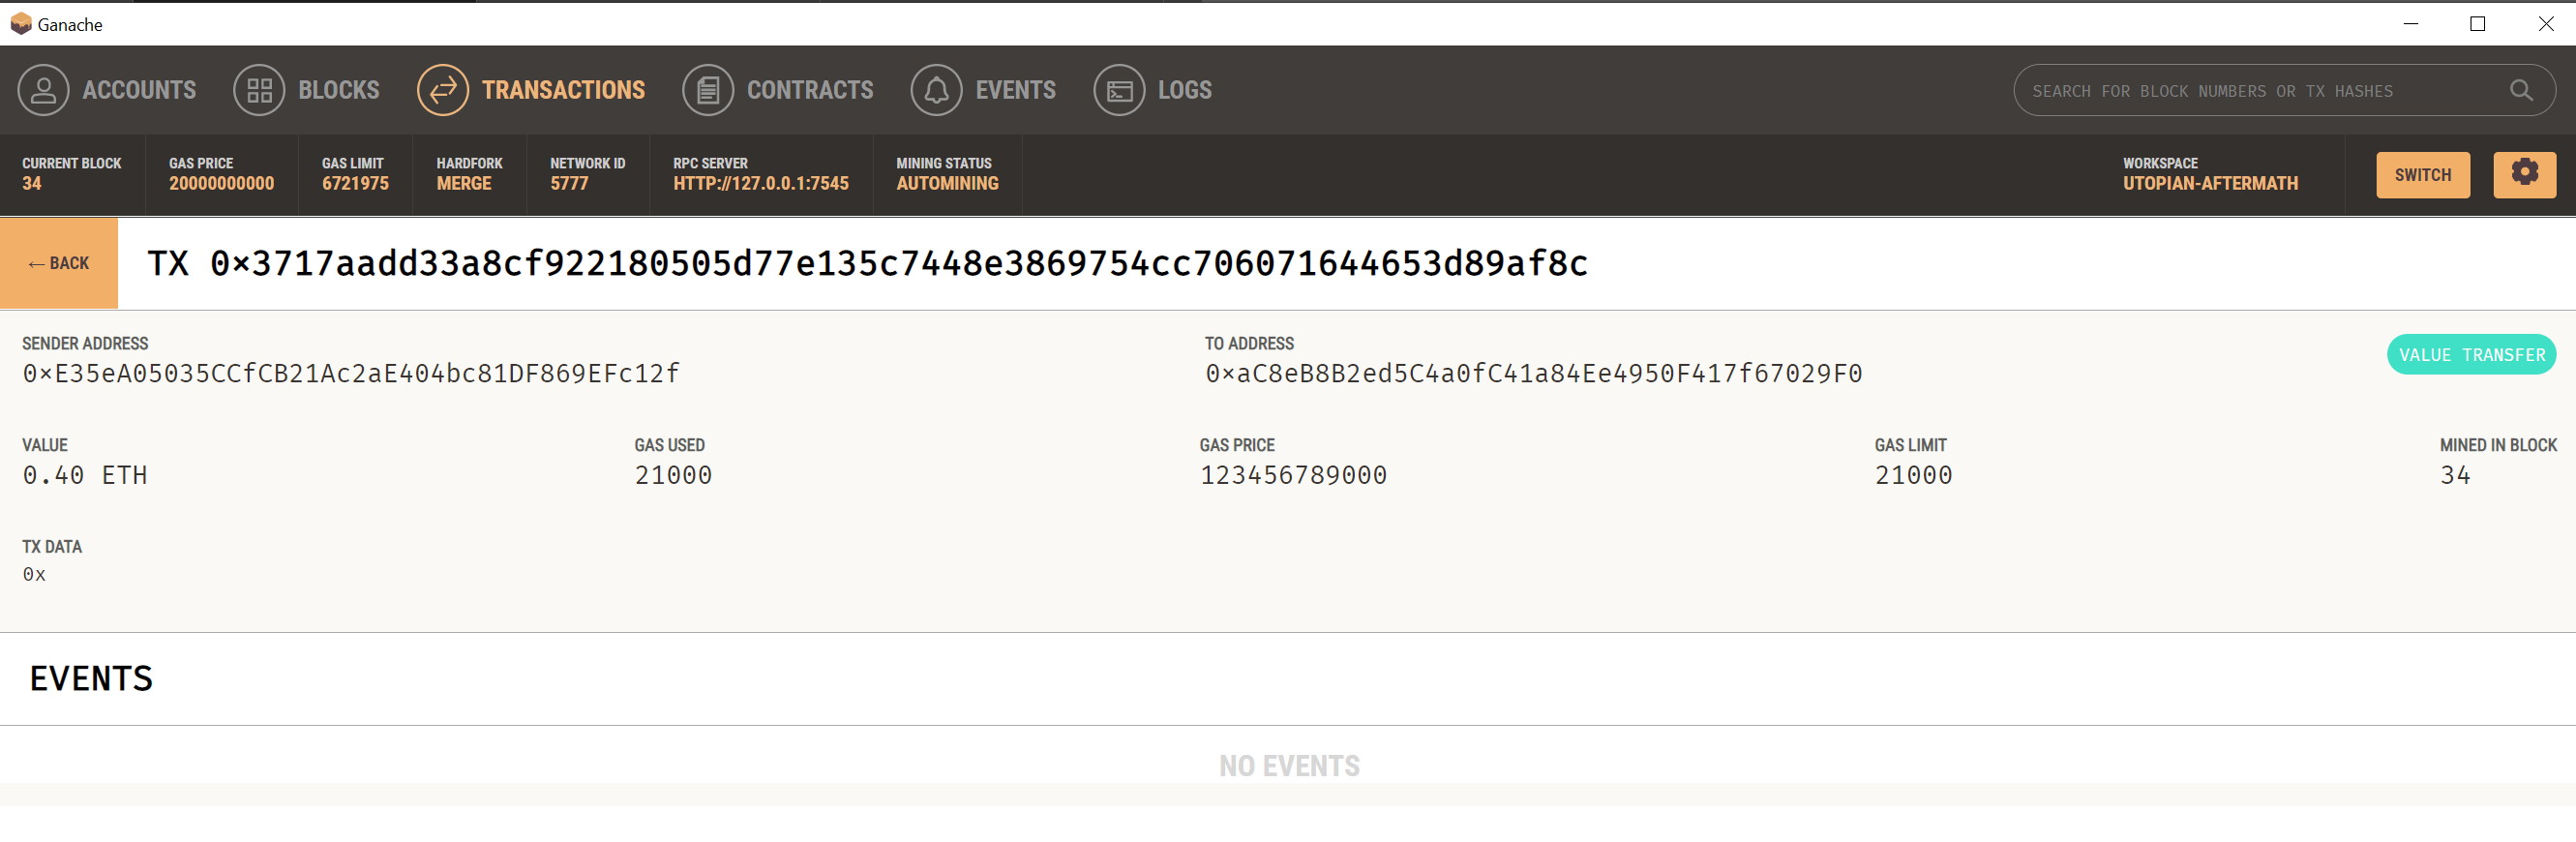 Ganache
ACCOUNTS BLOCKS TRANSACTIONS CONTRACTS EVENTS LOGS SEARCH FOR BLOCK NUMBERS OR TX HASHES
CURRENT BLOCK GAS PRICE GAS LIMIT HARDFORK NETWORK ID RPC SERVER MINING STATUS WORKSPACE
34 20000000000 6721975 MERGE 5777 HTTP://127.0.0.1:7545 AUTOMINING UTOPIAN-AFTERMATH SWITCH
← BACK TX 0×3717aadd33a8cf922180505d77e135c7448e3869754cc706071644653d89af8c
SENDER ADDRESS TO ADDRESS
0×E35eA05035CCfCB21Ac2aE404bc81DF869EFc12f 0×aC8eB8B2ed5C4a0fC41a84Ee4950F417f67029F0 VALUE TRANSFER
VALUE GAS USED GAS PRICE GAS LIMIT MINED IN BLOCK
0.40 ETH 21000 123456789000 21000 34
TX DATA
0x
EVENTS
NO EVENTS